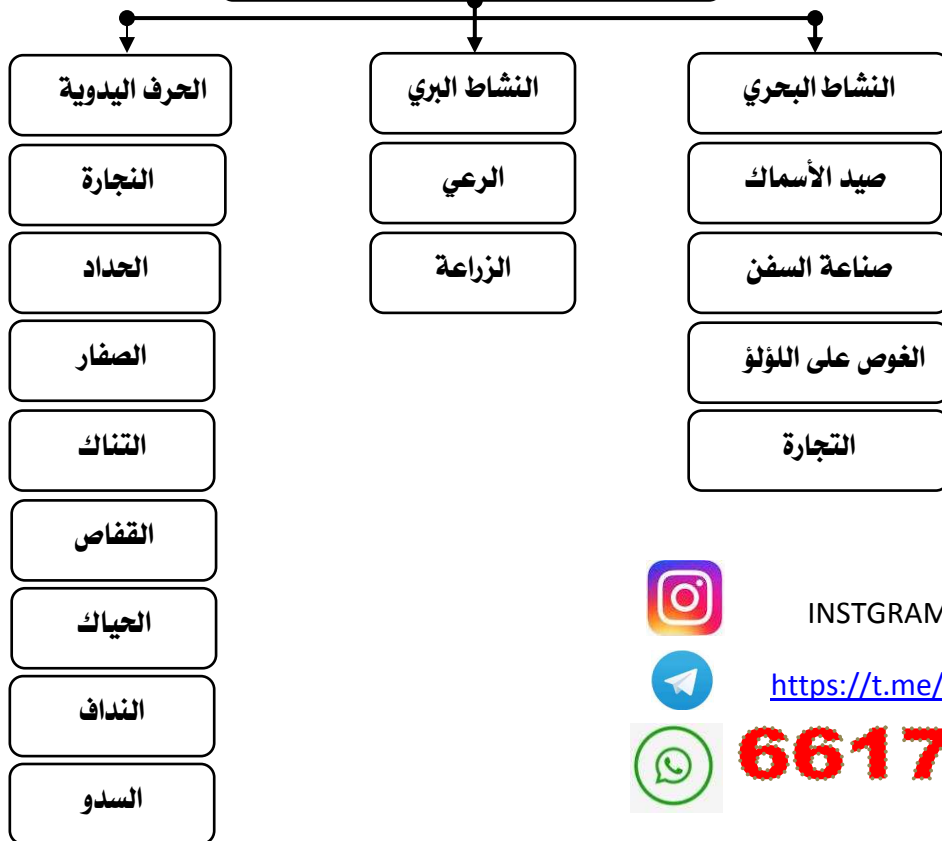 النشاط البحري
صيد الأسماك
صناعة السفن
الغوص على اللؤلؤ
التجارة
النشاط البري
الرعي
الزراعة
الحرف اليدوية
النجارة
الحداد
الصفار
التناك
القفاص
الحياك
النداف
السدو
INSTGRAM
https://t.me/
6617